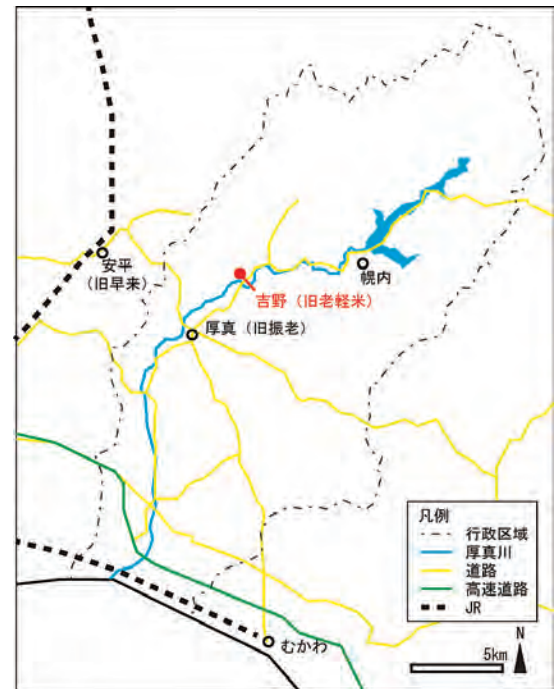 安平
（旧早来）
幌内
吉野（旧老軽米）
厚真（旧振老）
むかわ
凡例
行政区域
厚真川
道路
高速道路
JR
N
5km